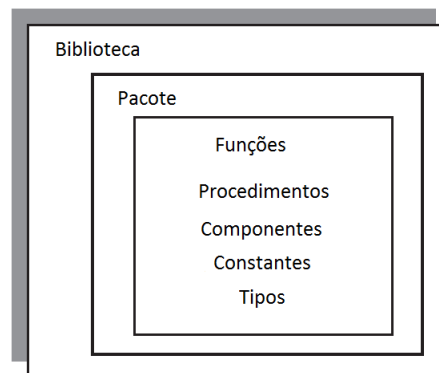 Biblioteca
Pacote
Funções
Procedimentos
Componentes
Constantes
Tipos